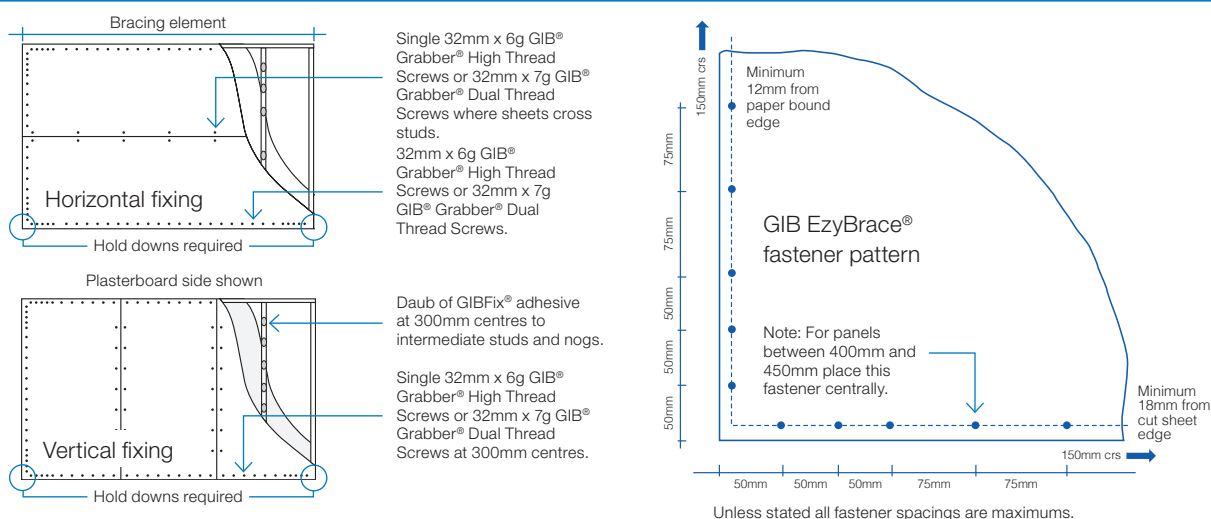 Bracing element
Single 32mm x 6g GIB®
Grabber® High Thread
Screws or 32mm x 7g GIB®
Grabber® Dual Thread
Screws where sheets cross
studs.
32mm x 6g GIB®
Grabber® High Thread
Screws or 32mm x 7g
GIB® Grabber® Dual
Thread Screws.
Horizontal fixing
Hold downs required
Plasterboard side shown
Daub of GIBFix® adhesive
at 300mm centres to
intermediate studs and nogs.
Single 32mm x 6g GIB®
Grabber® High Thread
Screws or 32mm x 7g GIB®
Grabber® Dual Thread
Screws at 300mm centres.
Vertical fixing
Hold downs required
150mm crs
Minimum
12mm from
paper bound
edge
75mm
75mm
50mm
50mm
GIB EzyBrace®
fastener pattern
Note: For panels
between 400mm and
450mm place this
fastener centrally.
Minimum
18mm from
cut sheet
edge
150mm crs
50mm
50mm
50mm
75mm
75mm
Unless stated all fastener spacings are maximums.